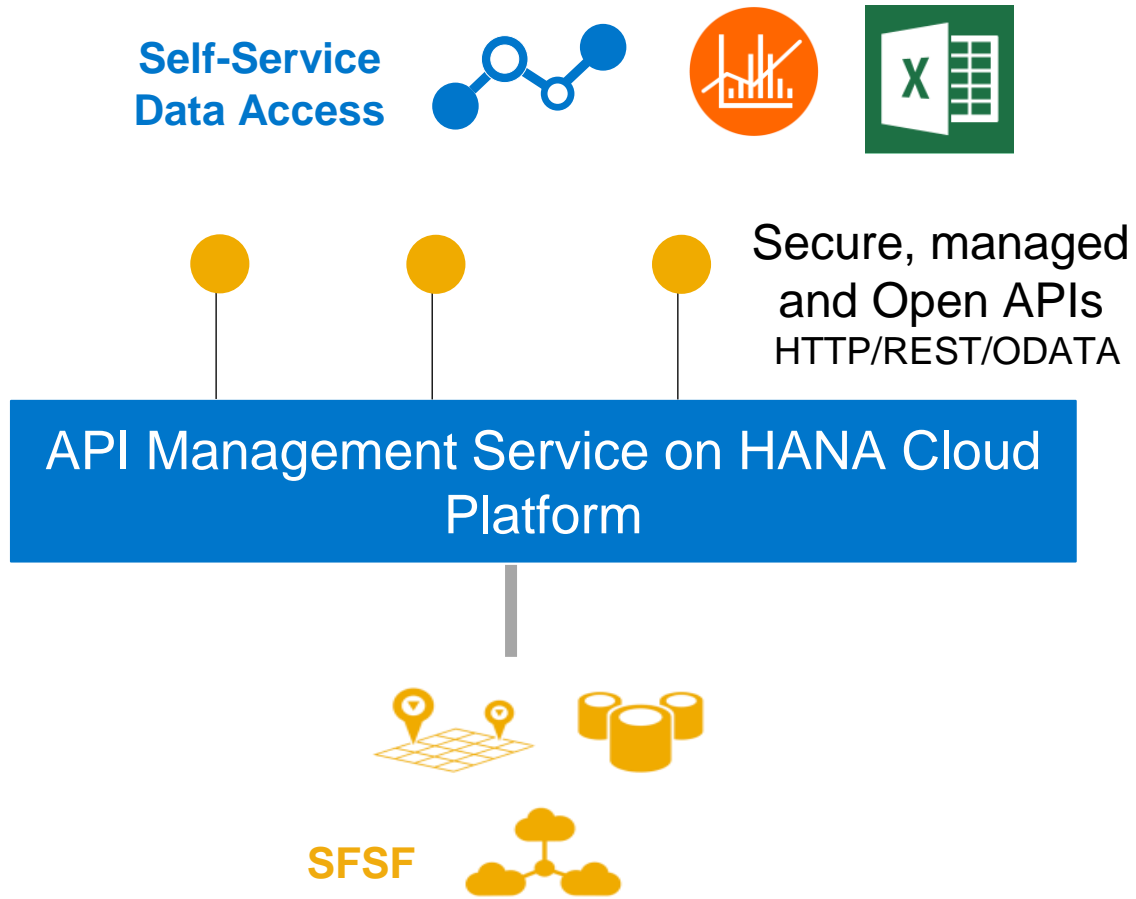 Self-Service
Data Access
X
Secure, managed
and Open APIs
HTTP/REST/ODATA
API Management Service on HANA Cloud
Platform
SFSF